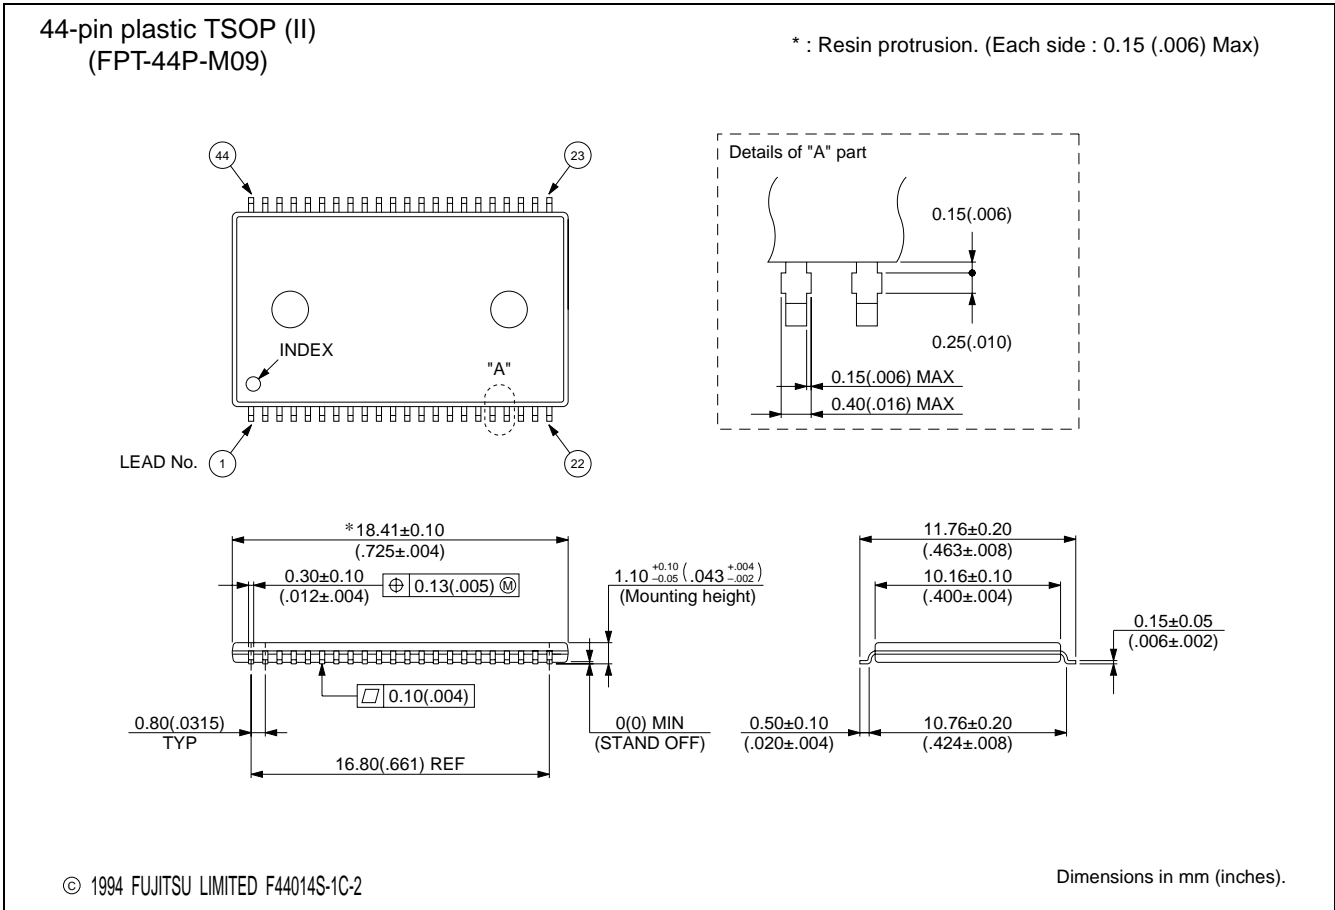 44-pin plastic TSOP (II)
(FPT-44P-M09)
* : Resin protrusion. (Each side : 0.15 (.006) Max)
44
23
INDEX
"A"
LEAD No.
1
22
Details of "A" part
0.15(.006)
0.25(.010)
0.15(.006) MAX
0.40(.016) MAX
*18.41±0.10
(.725±.004)
0.30±0.10
(.012±.004)
⌖ 0.13(.005) Ⓜ
1.10 +0.10 −0.05 (.043 +.004 −.002)
(Mounting height)
⏥ 0.10(.004)
0.80(.0315)
TYP
0(0) MIN
(STAND OFF)
16.80(.661) REF
11.76±0.20
(.463±.008)
10.16±0.10
(.400±.004)
0.15±0.05
(.006±.002)
0.50±0.10
(.020±.004)
10.76±0.20
(.424±.008)
© 1994 FUJITSU LIMITED F44014S-1C-2
Dimensions in mm (inches).